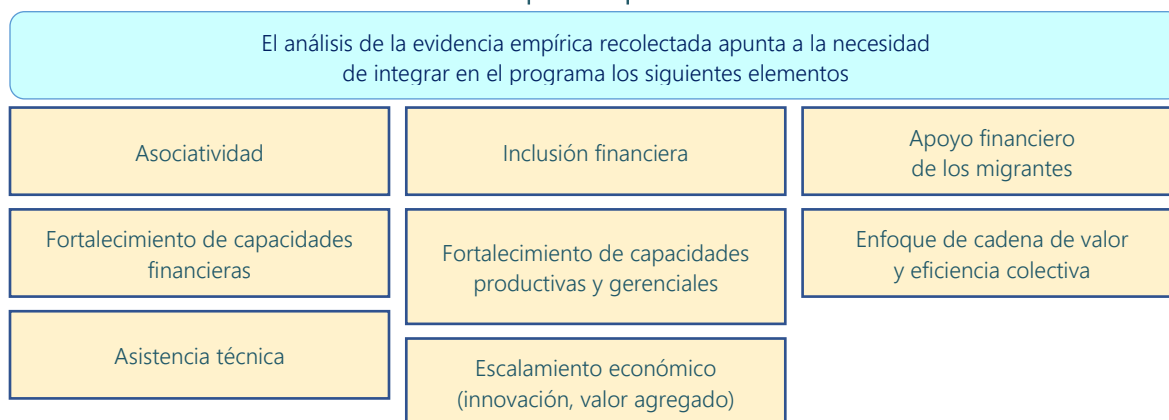 El análisis de la evidencia empírica recolectada apunta a la necesidad
de integrar en el programa los siguientes elementos
Asociatividad
Inclusión financiera
Apoyo financiero
de los migrantes
Fortalecimiento de capacidades
financieras
Fortalecimiento de capacidades
productivas y gerenciales
Enfoque de cadena de valor
y eficiencia colectiva
Asistencia técnica
Escalamiento económico
(innovación, valor agregado)